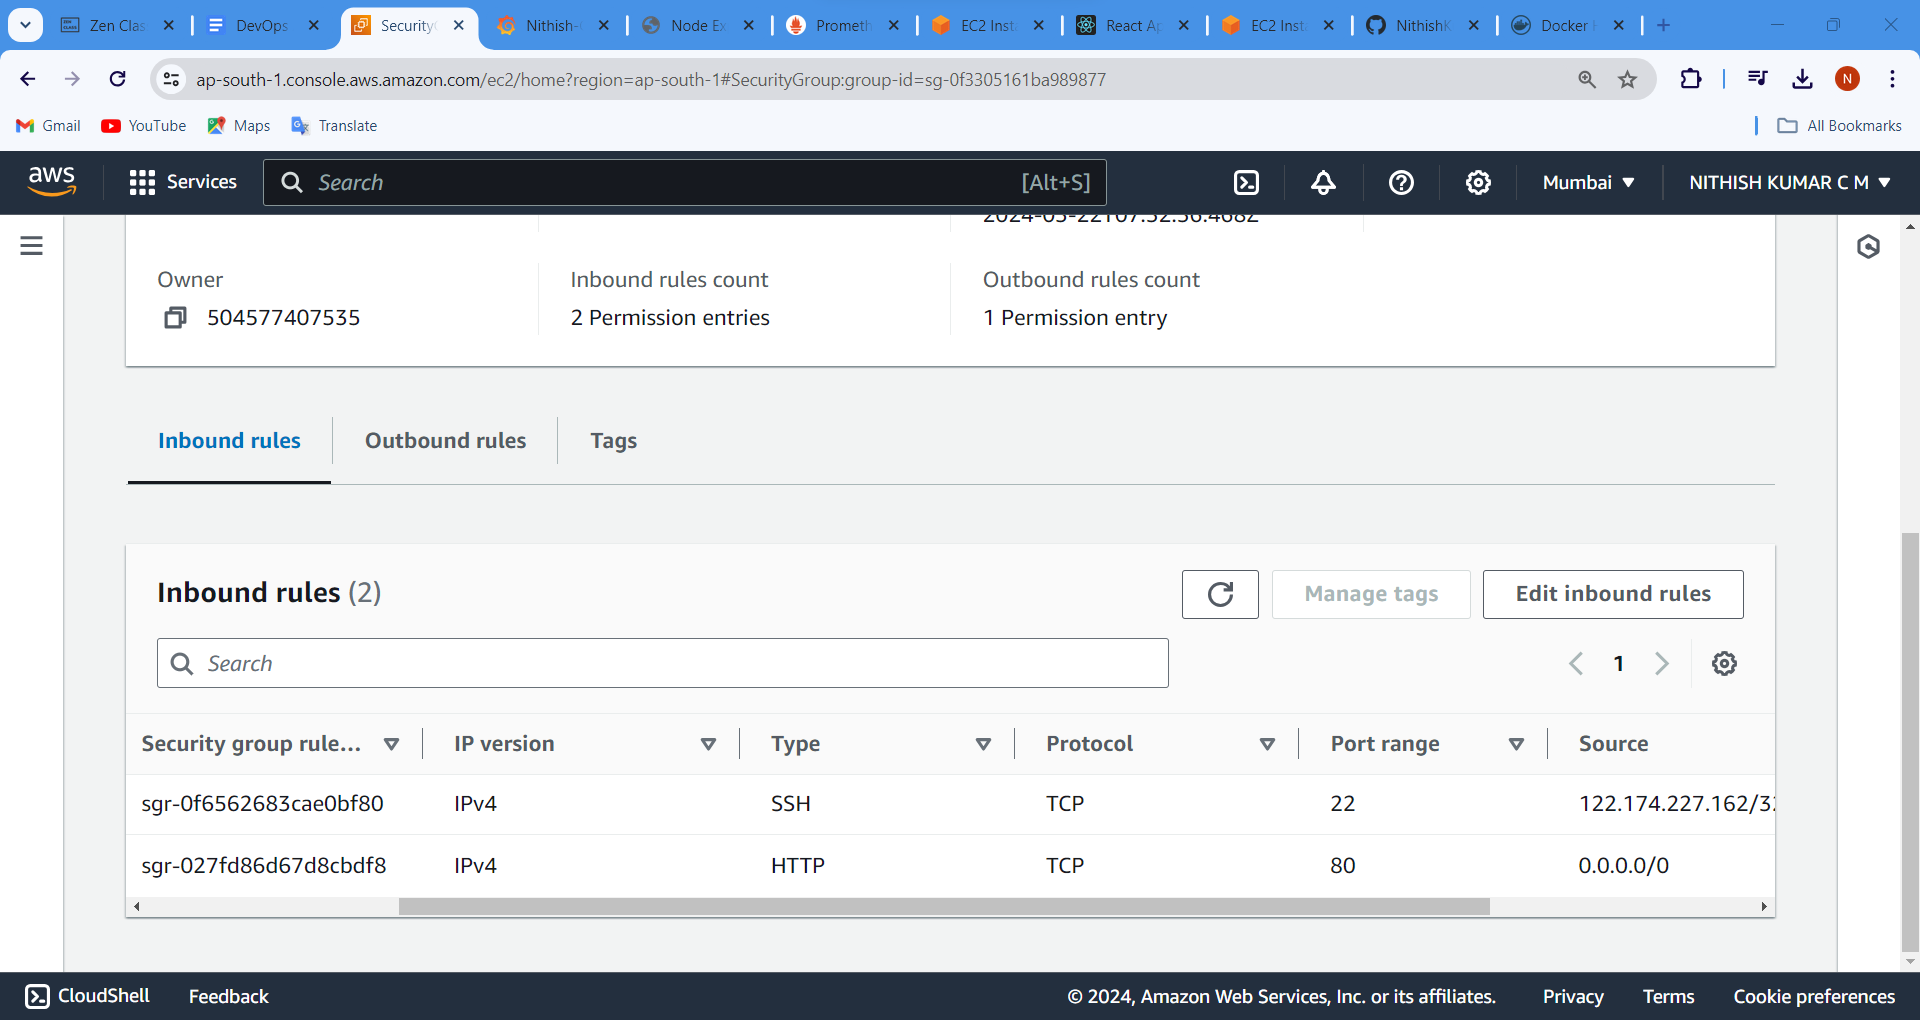 Zen Clas
DevOps
SecurityG
Nithish-
Node Ex
Prometh
EC2 Inst
React Ap
EC2 Inst
NithishK
Docker
ap-south-1.console.aws.amazon.com/ec2/home?region=ap-south-1#SecurityGroup:group-id=sg-0f3305161ba989877
N
Gmail
YouTube
Maps
Translate
All Bookmarks
aws
Services
Search
[Alt+S]
Mumbai
NITHISH KUMAR C M
Owner
Inbound rules count
Outbound rules count
504577407535
2 Permission entries
1 Permission entry
Inbound rules
Outbound rules
Tags
Inbound rules (2)
Manage tags
Edit inbound rules
Search
1
Security group rule...
IP version
Type
Protocol
Port range
Source
sgr-0f6562683cae0bf80
IPv4
SSH
TCP
22
122.174.227.162/32
sgr-027fd86d67d8cbdf8
IPv4
HTTP
TCP
80
0.0.0.0/0
CloudShell
Feedback
© 2024, Amazon Web Services, Inc. or its affiliates.
Privacy
Terms
Cookie preferences